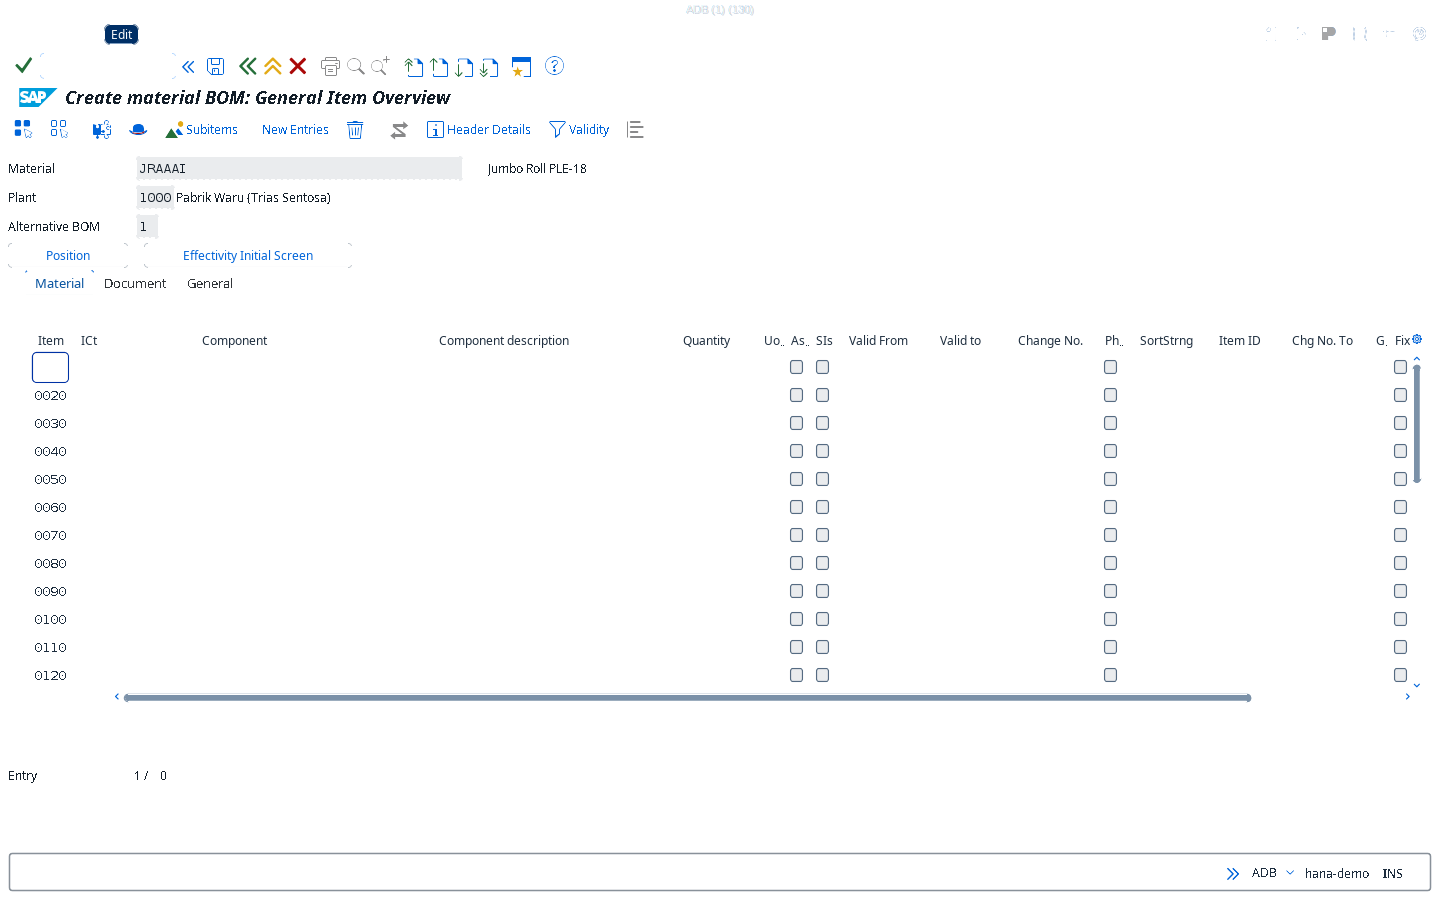 ADB (1) (130)
Edit
SAP Create material BOM: General Item Overview
Subitems New Entries Header Details Validity
Material JRAAAI Jumbo Roll PLE-18
Plant 1000 Pabrik Waru (Trias Sentosa)
Alternative BOM 1
Position Effectivity Initial Screen
Material Document General
Item ICt Component Component description Quantity Uo.. As.. SIs Valid From Valid to Change No. Ph.. SortStrng Item ID Chg No. To G. Fix
0020
0030
0040
0050
0060
0070
0080
0090
0100
0110
0120
Entry 1 / 0
ADB hana-demo INS